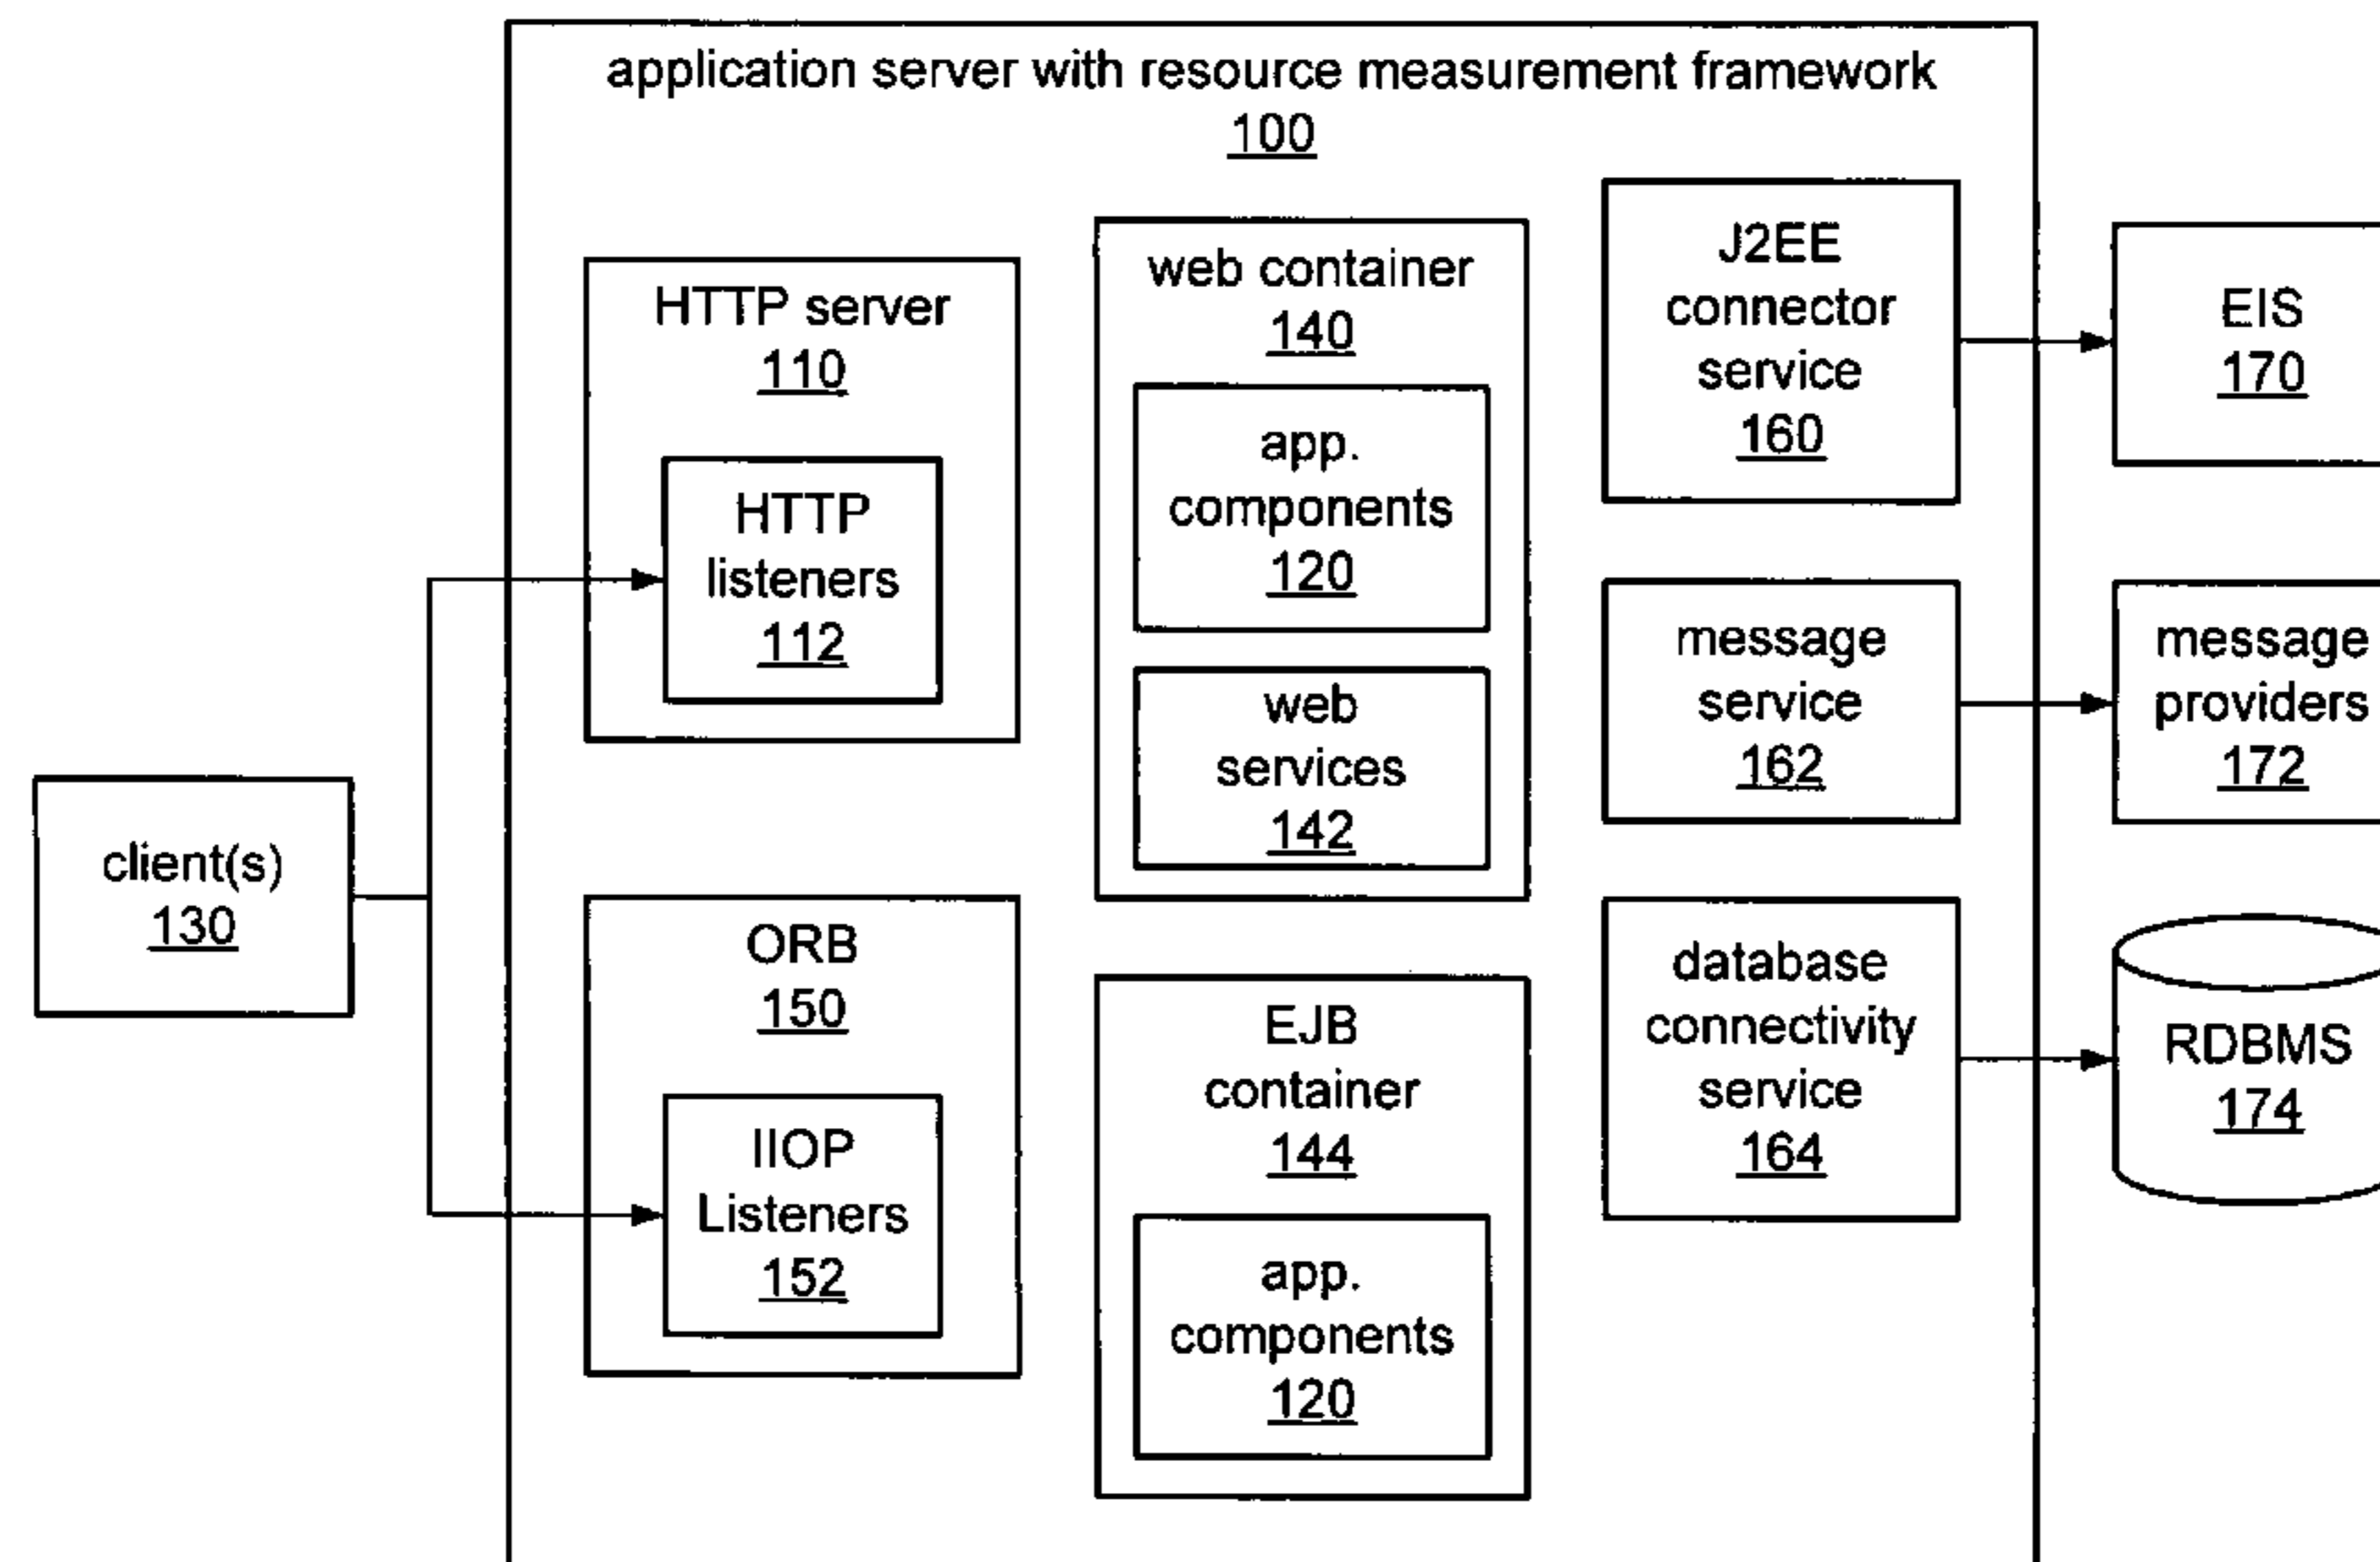 application server with resource measurement framework
100
HTTP server
110
HTTP
listeners
112
client(s)
130
ORB
150
IIOP
Listeners
152
web container
140
app.
components
120
web
services
142
EJB
container
144
app.
components
120
J2EE
connector
service
160
message
service
162
database
connectivity
service
164
EIS
170
message
providers
172
RDBMS
174